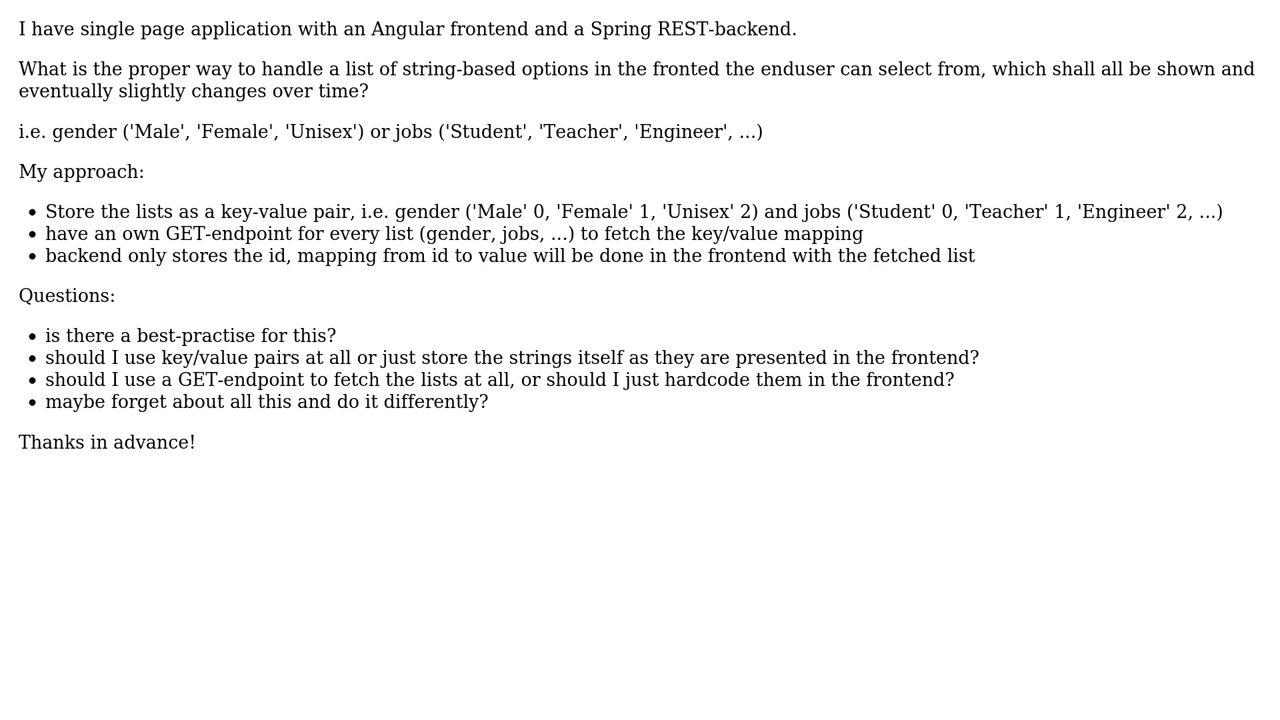 I have single page application with an Angular frontend and a Spring REST-backend.
What is the proper way to handle a list of string-based options in the fronted the enduser can select from, which shall all be shown and
eventually slightly changes over time?
i.e. gender ('Male', 'Female', 'Unisex') or jobs ('Student', 'Teacher', 'Engineer', ...)
My approach:
• Store the lists as a key-value pair, i.e. gender ('Male' 0, 'Female' 1, 'Unisex' 2) and jobs ('Student' 0, 'Teacher' 1, 'Engineer' 2, ...)
• have an own GET-endpoint for every list (gender, jobs, ...) to fetch the key/value mapping
• backend only stores the id, mapping from id to value will be done in the frontend with the fetched list
Questions:
• is there a best-practise for this?
• should I use key/value pairs at all or just store the strings itself as they are presented in the frontend?
• should I use a GET-endpoint to fetch the lists at all, or should I just hardcode them in the frontend?
• maybe forget about all this and do it differently?
Thanks in advance!